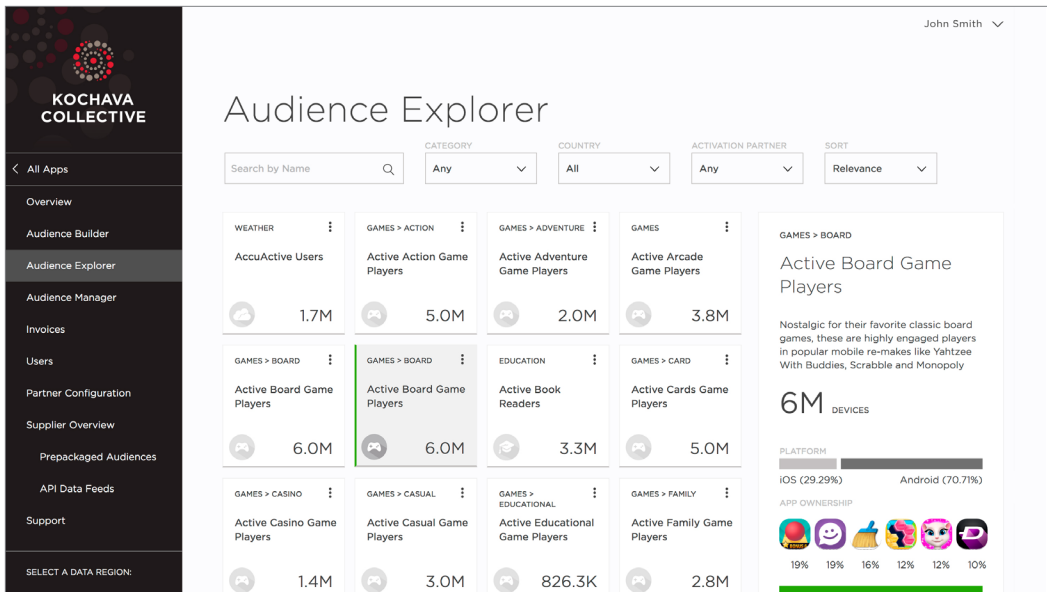 John Smith
KOCHAVA
COLLECTIVE
All Apps
Overview
Audience Builder
Audience Explorer
Audience Manager
Invoices
Users
Partner Configuration
Supplier Overview
Prepackaged Audiences
API Data Feeds
Support
SELECT A DATA REGION:
Audience Explorer
CATEGORY
COUNTRY
ACTIVATION PARTNER
SORT
Search by Name
Any
All
Any
Relevance
WEATHER
AccuActive Users
1.7M
GAMES > ACTION
Active Action Game
Players
5.0M
GAMES > ADVENTURE
Active Adventure
Game Players
2.0M
GAMES
Active Arcade
Game Players
3.8M
GAMES > BOARD
Active Board Game
Players
6.0M
GAMES > BOARD
Active Board Game
Players
6.0M
EDUCATION
Active Book
Readers
3.3M
GAMES > CARD
Active Cards Game
Players
5.0M
GAMES > CASINO
Active Casino Game
Players
1.4M
GAMES > CASUAL
Active Casual Game
Players
3.0M
GAMES >
EDUCATIONAL
Active Educational
Game Players
826.3K
GAMES > FAMILY
Active Family Game
Players
2.8M
GAMES > BOARD
Active Board Game
Players
Nostalgic for their favorite classic board
games, these are highly engaged players
in popular mobile re-makes like Yahtzee
With Buddies, Scrabble and Monopoly
6M DEVICES
PLATFORM
iOS (29.29%)
Android (70.71%)
APP OWNERSHIP
BONUS
19%
19%
16%
12%
12%
10%